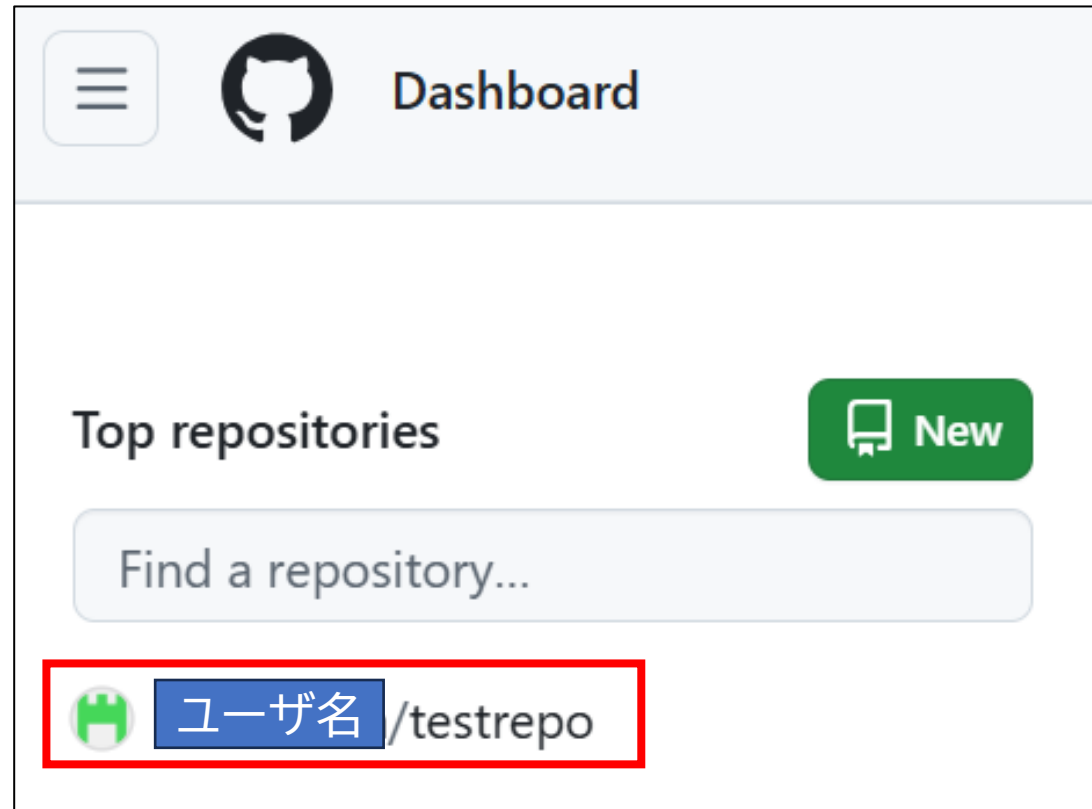 Dashboard
Top repositories
New
Find a repository...
ユーザ名/testrepo